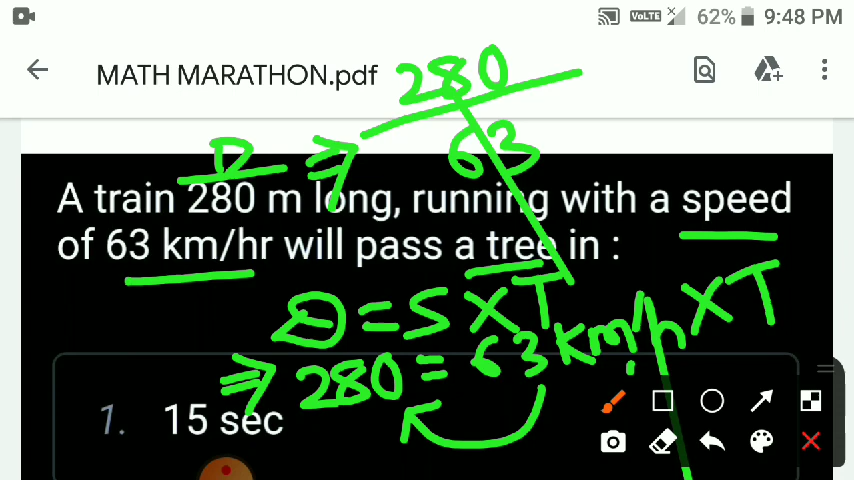 VoLTE 62% 9:48 PM
MATH MARATHON.pdf
280
63
D ⇒
A train 280 m long, running with a speed
of 63 km/hr will pass a tree in :
D = S X T
⇒ 280 = 63 km/h X T
1. 15 sec